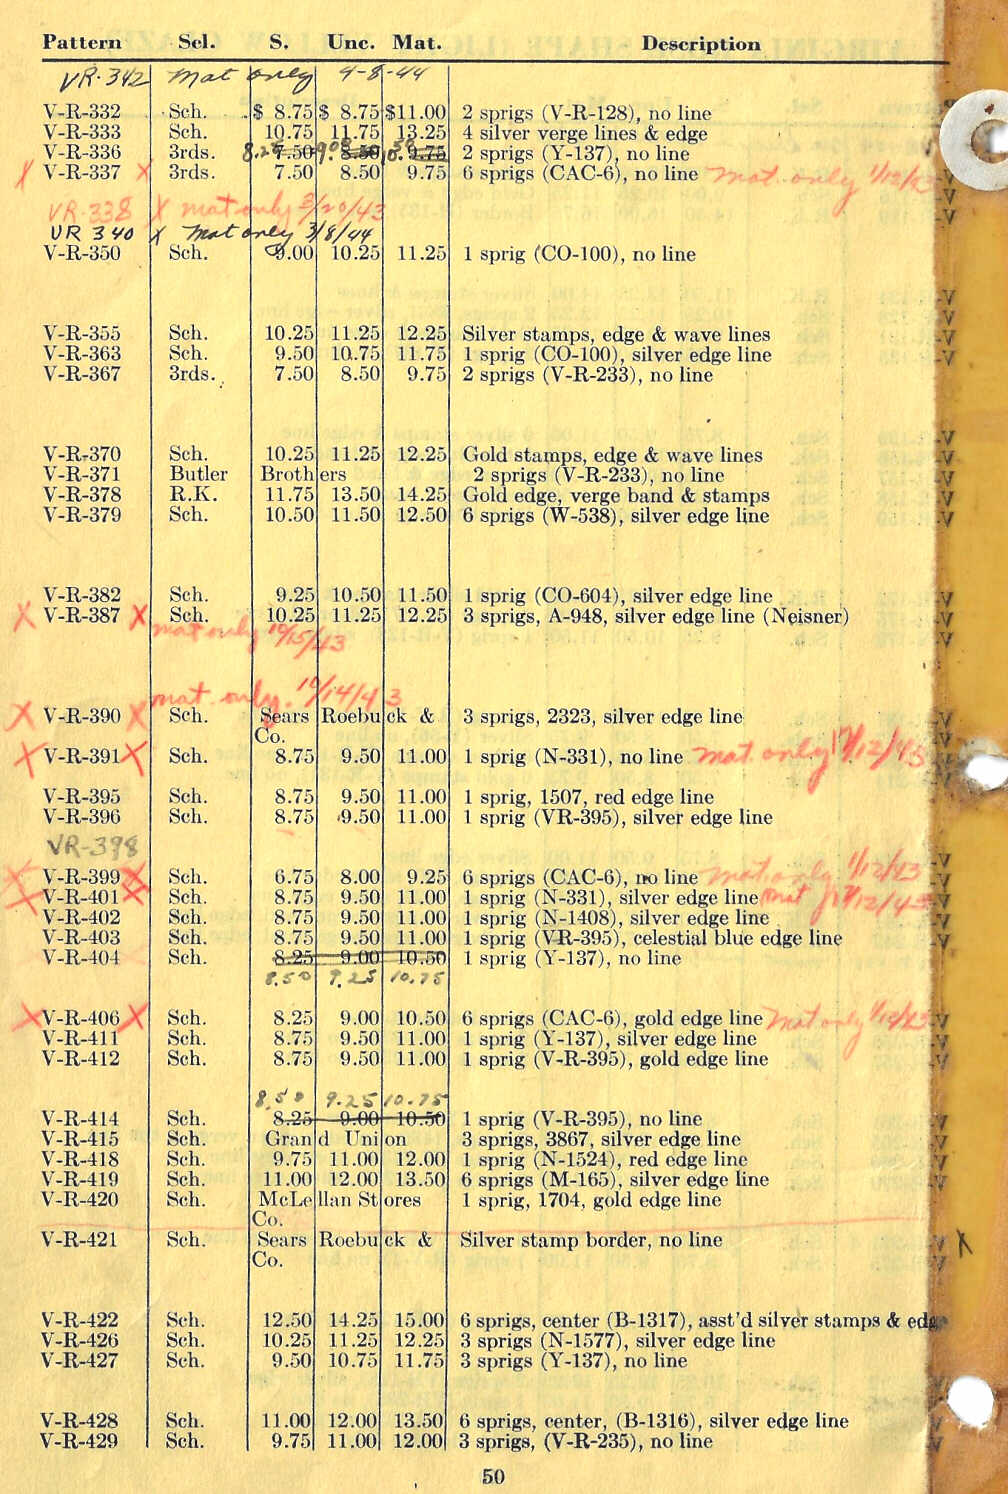 Pattern Sel. S. Unc. Mat. Description
VR-342 Mat only 4-8-44
V-R-332 Sch. $ 8.75 $ 8.75 $11.00 2 sprigs (V-R-128), no line
V-R-333 Sch. 10.75 11.75 13.25 4 silver verge lines & edge
V-R-336 3rds. 8.25 7.50 9.00 8.50 10.50 9.75 2 sprigs (Y-137), no line
X V-R-337 X 3rds. 7.50 8.50 9.75 6 sprigs (CAC-6), no line mat. only 1/12/43
VR-338 X mat only 3/20/43
VR 340 X Mat only 3/8/44
V-R-350 Sch. 9.00 10.25 11.25 1 sprig (CO-100), no line
V-R-355 Sch. 10.25 11.25 12.25 Silver stamps, edge & wave lines
V-R-363 Sch. 9.50 10.75 11.75 1 sprig (CO-100), silver edge line
V-R-367 3rds. 7.50 8.50 9.75 2 sprigs (V-R-233), no line
V-R-370 Sch. 10.25 11.25 12.25 Gold stamps, edge & wave lines
V-R-371 Butler Brothers 2 sprigs (V-R-233), no line
V-R-378 R.K. 11.75 13.50 14.25 Gold edge, verge band & stamps
V-R-379 Sch. 10.50 11.50 12.50 6 sprigs (W-538), silver edge line
V-R-382 Sch. 9.25 10.50 11.50 1 sprig (CO-604), silver edge line
X V-R-387 X Sch. 10.25 11.25 12.25 3 sprigs, A-948, silver edge line (Neisner)
mat only 10/15/43
mat. only. 10/14/43
X V-R-390 X Sch. Sears Roebuck & 3 sprigs, 2323, silver edge line
Co.
X V-R-391 X Sch. 8.75 9.50 11.00 1 sprig (N-331), no line mat only
V-R-395 Sch. 8.75 9.50 11.00 1 sprig, 1507, red edge line
V-R-396 Sch. 8.75 9.50 11.00 1 sprig (VR-395), silver edge line
VR-398
X V-R-399 X Sch. 6.75 8.00 9.25 6 sprigs (CAC-6), no line mat only 1/12/43
X V-R-401 X Sch. 8.75 9.50 11.00 1 sprig (N-331), silver edge line mat
V-R-402 Sch. 8.75 9.50 11.00 1 sprig (N-1408), silver edge line
V-R-403 Sch. 8.75 9.50 11.00 1 sprig (VR-395), celestial blue edge line
V-R-404 Sch. 8.25 9.00 10.50 1 sprig (Y-137), no line
8.50 9.25 10.75
X V-R-406 X Sch. 8.25 9.00 10.50 6 sprigs (CAC-6), gold edge line Mat only 1/12/43
V-R-411 Sch. 8.75 9.50 11.00 1 sprig (Y-137), silver edge line
V-R-412 Sch. 8.75 9.50 11.00 1 sprig (V-R-395), gold edge line
8.50 9.25 10.75
V-R-414 Sch. 8.25 9.00 10.50 1 sprig (V-R-395), no line
V-R-415 Sch. Grand Union 3 sprigs, 3867, silver edge line
V-R-418 Sch. 9.75 11.00 12.00 1 sprig (N-1524), red edge line
V-R-419 Sch. 11.00 12.00 13.50 6 sprigs (M-165), silver edge line
V-R-420 Sch. McLellan Stores 1 sprig, 1704, gold edge line
Co.
V-R-421 Sch. Sears Roebuck & Silver stamp border, no line X
Co.
V-R-422 Sch. 12.50 14.25 15.00 6 sprigs, center (B-1317), asst'd silver stamps & edge
V-R-426 Sch. 10.25 11.25 12.25 3 sprigs (N-1577), silver edge line
V-R-427 Sch. 9.50 10.75 11.75 3 sprigs (Y-137), no line
V-R-428 Sch. 11.00 12.00 13.50 6 sprigs, center, (B-1316), silver edge line
V-R-429 Sch. 9.75 11.00 12.00 3 sprigs, (V-R-235), no line
50